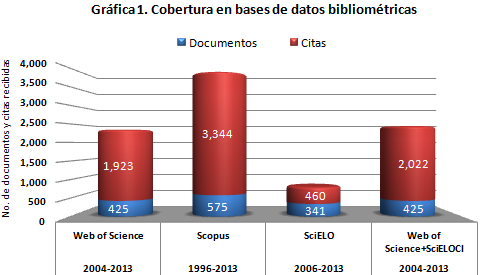 Gráfica1. Cobertura en bases de datos bibliométricas
Documentos Citas
No. de documentos y citas recibidas
4,000
3,500
3,000
2,500
2,000
1,500
1,000
500
0
1,923 3,344 460 2,022
425 575 341 425
Web of Science Scopus SciELO Web of
Science+SciELOCI
2004-2013 1996-2013 2006-2013 2004-2013